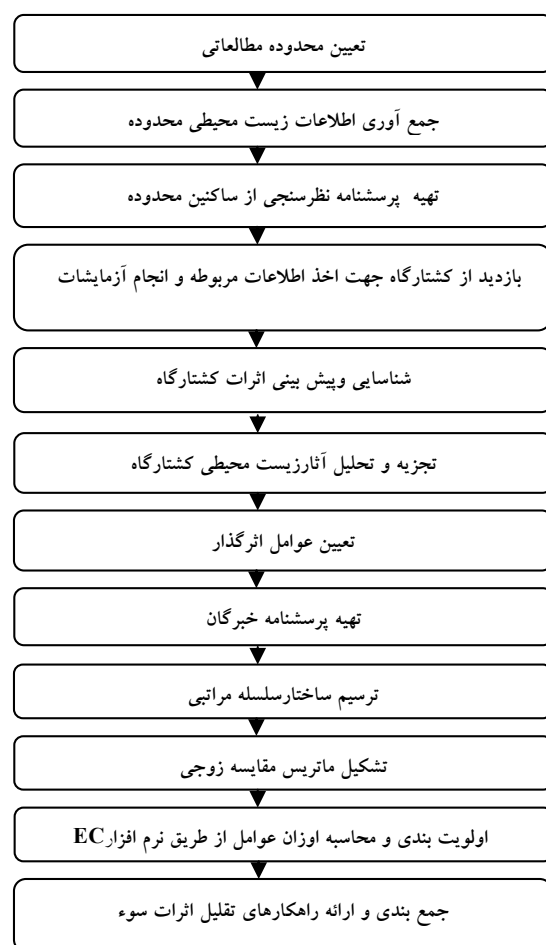 تعیین محدوده مطالعاتی
جمع آوری اطلاعات زیست محیطی محدوده
تهیه پرسشنامه نظرسنجی از ساکنین محدوده
بازدید از کشتارگاه جهت اخذ اطلاعات مربوطه و انجام آزمایشات
شناسایی وپیش بینی اثرات کشتارگاه
تجزیه و تحلیل آثارزیست محیطی کشتارگاه
تعیین عوامل اثرگذار
تهیه پرسشنامه خبرگان
ترسیم ساختارسلسله مراتبی
تشکیل ماتریس مقایسه زوجی
اولویت بندی و محاسبه اوزان عوامل از طریق نرم افزارEC
جمع بندی و ارائه راهکارهای تقلیل اثرات سوء